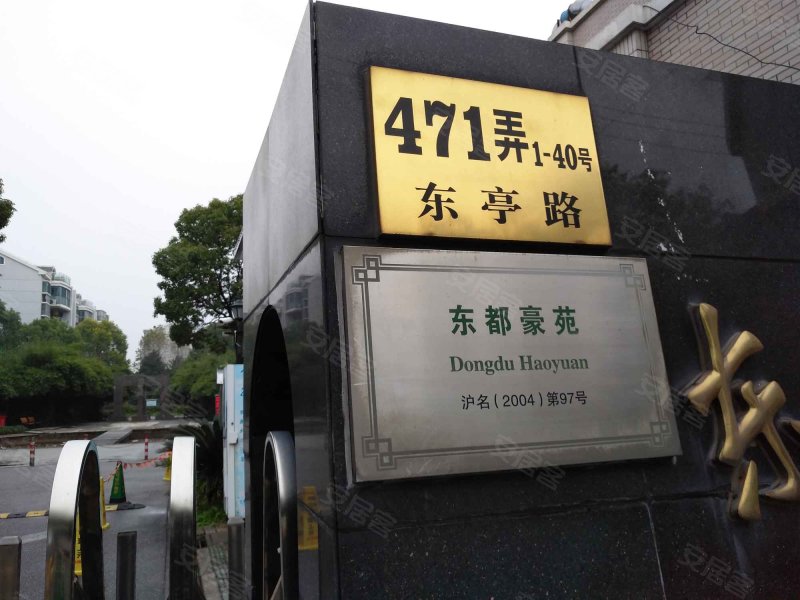 471弄1-40号
东亭路
东都豪苑
Dongdu Haoyuan
沪名(2004)第97号